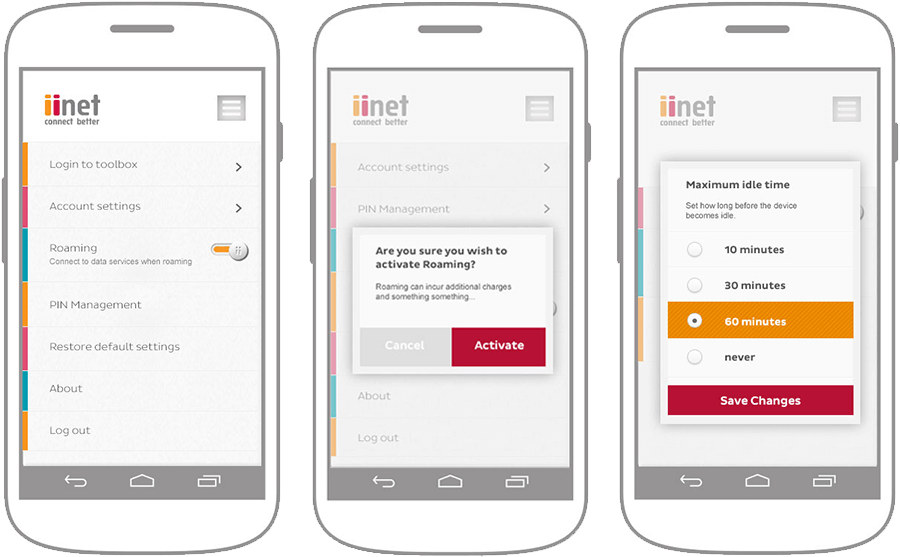 iinet
connect better
Login to toolbox
Account settings
Roaming
Connect to data services when roaming
PIN Management
Restore default settings
About
Log out
iinet
connect better
Account settings
PIN Management
Are you sure you wish to
activate Roaming?
Roaming can incur additional charges
and something something...
Cancel
Activate
About
Log out
iinet
connect better
Maximum idle time
Set how long before the device
becomes idle.
10 minutes
30 minutes
60 minutes
never
Save Changes